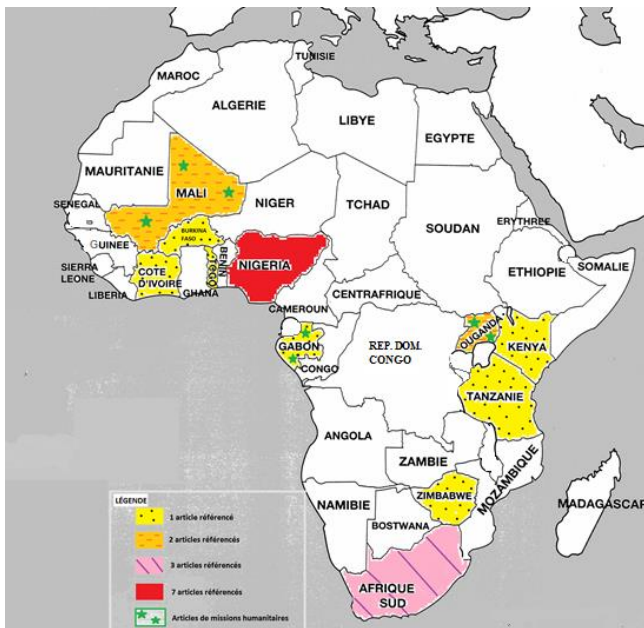 TUNISIE
MAROC
ALGERIE
LIBYE
EGYPTE
MAURITANIE
MALI
NIGER
TCHAD
SOUDAN
ERYTHREE
SENEGAL
BURKINA
FASO
GUINEE
BENIN
TOGO
NIGERIA
ETHIOPIE
SOMALIE
SIERRA
LEONE
COTE
D'IVOIRE
LIBERIA
GHANA
CENTRAFRIQUE
CAMEROUN
OUGANDA
KENYA
GABON
CONGO
REP. DOM.
CONGO
TANZANIE
ANGOLA
ZAMBIE
MOZAMBIQUE
ZIMBABWE
MADAGASCAR
NAMIBIE
BOSTWANA
AFRIQUE
SUD
LÉGENDE
1 article référencé
2 articles référencés
3 articles référencés
7 articles référencés
Articles de missions humanitaires